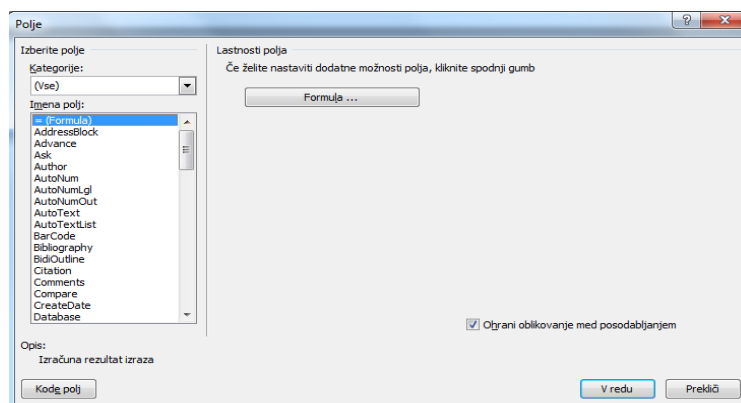 Polje
Izberite polje
Kategorije:
(Vse)
Imena polj:
= (Formula)
AddressBlock
Advance
Ask
Author
AutoNum
AutoNumLgl
AutoNumOut
AutoText
AutoTextList
BarCode
Bibliography
BidiOutline
Citation
Comments
Compare
CreateDate
Database
Lastnosti polja
Če želite nastaviti dodatne možnosti polja, kliknite spodnji gumb
Formula ...
Ohrani oblikovanje med posodabljanjem
Opis:
Izračuna rezultat izraza
Kode polj
V redu
Prekliči